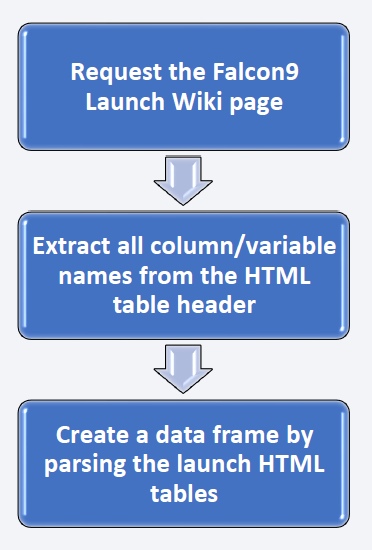 Request the Falcon9
Launch Wiki page
Extract all column/variable
names from the HTML
table header
Create a data frame by
parsing the launch HTML
tables